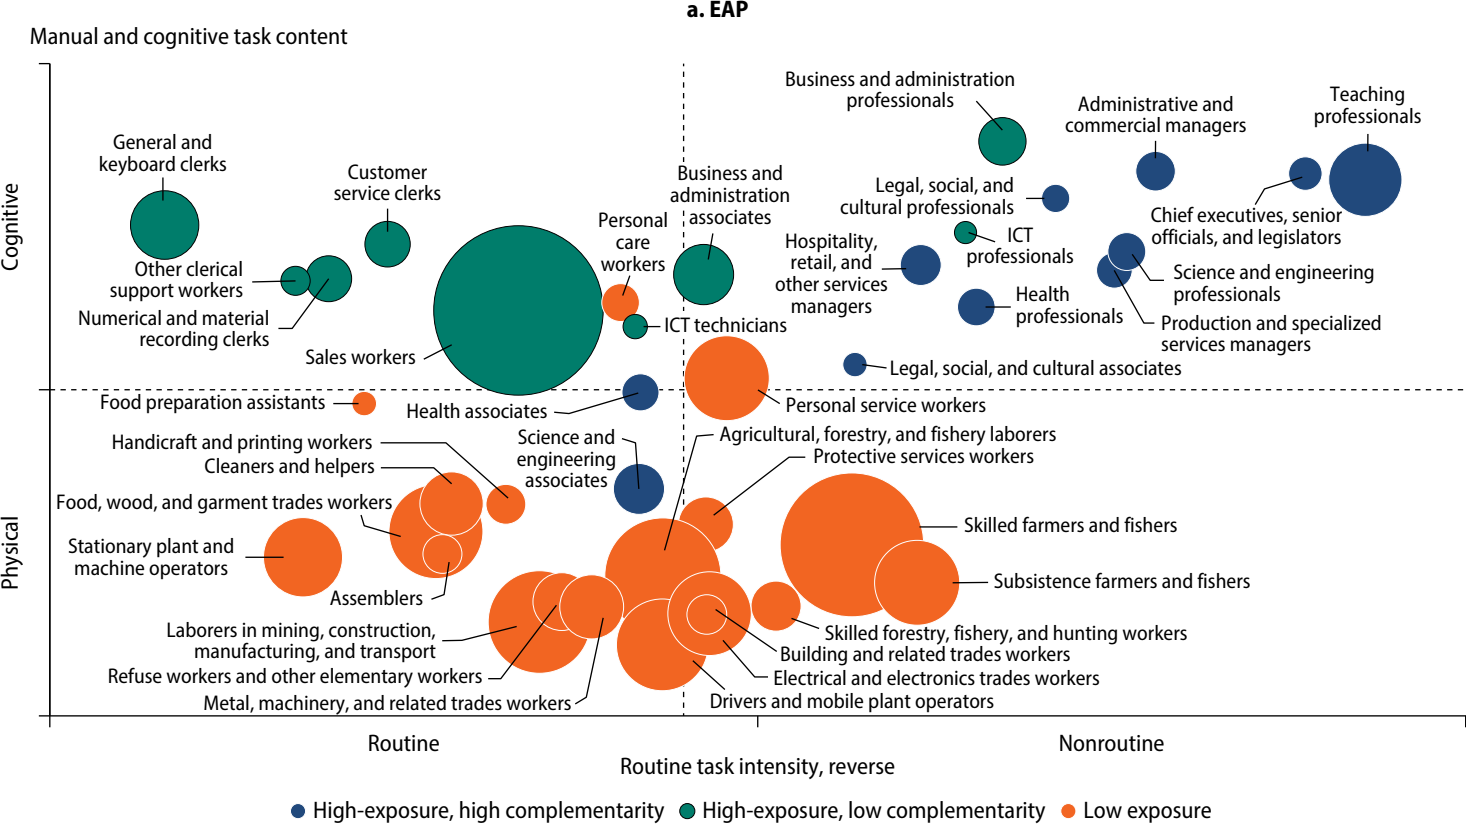 a. EAP
Manual and cognitive task content
Cognitive
Physical
General and
keyboard clerks
Customer
service clerks
Other clerical
support workers
Numerical and material
recording clerks
Sales workers
Personal
care
workers
Business and
administration
associates
ICT technicians
Business and administration
professionals
Administrative and
commercial managers
Teaching
professionals
Legal, social, and
cultural professionals
ICT
professionals
Chief executives, senior
officials, and legislators
Hospitality,
retail, and
other services
managers
Health
professionals
Science and engineering
professionals
Production and specialized
services managers
Legal, social, and cultural associates
Food preparation assistants
Health associates
Personal service workers
Handicraft and printing workers
Cleaners and helpers
Food, wood, and garment trades workers
Science and
engineering
associates
Agricultural, forestry, and fishery laborers
Protective services workers
Stationary plant and
machine operators
Assemblers
Skilled farmers and fishers
Subsistence farmers and fishers
Laborers in mining, construction,
manufacturing, and transport
Refuse workers and other elementary workers
Metal, machinery, and related trades workers
Skilled forestry, fishery, and hunting workers
Building and related trades workers
Electrical and electronics trades workers
Drivers and mobile plant operators
Routine
Nonroutine
Routine task intensity, reverse
High-exposure, high complementarity
High-exposure, low complementarity
Low exposure